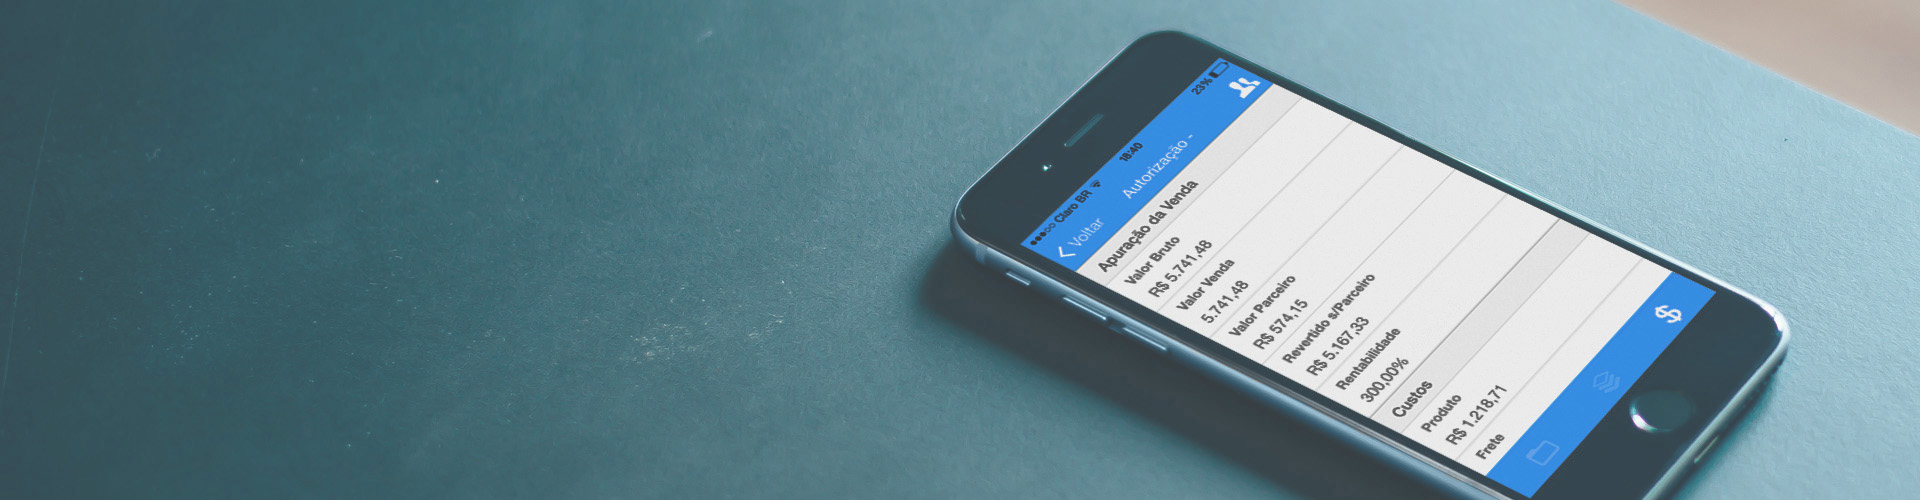 ●●●○○ Claro BR 18:40 23%
Voltar Autorização -
Apuração da Venda
Valor Bruto
R$ 5.741,48
Valor Venda
5.741,48
Valor Parceiro
R$ 574,15
Revertido s/Parceiro
R$ 5.167,33
Rentabilidade
300,00%
Custos
Produto
R$ 1.218,71
Frete
$